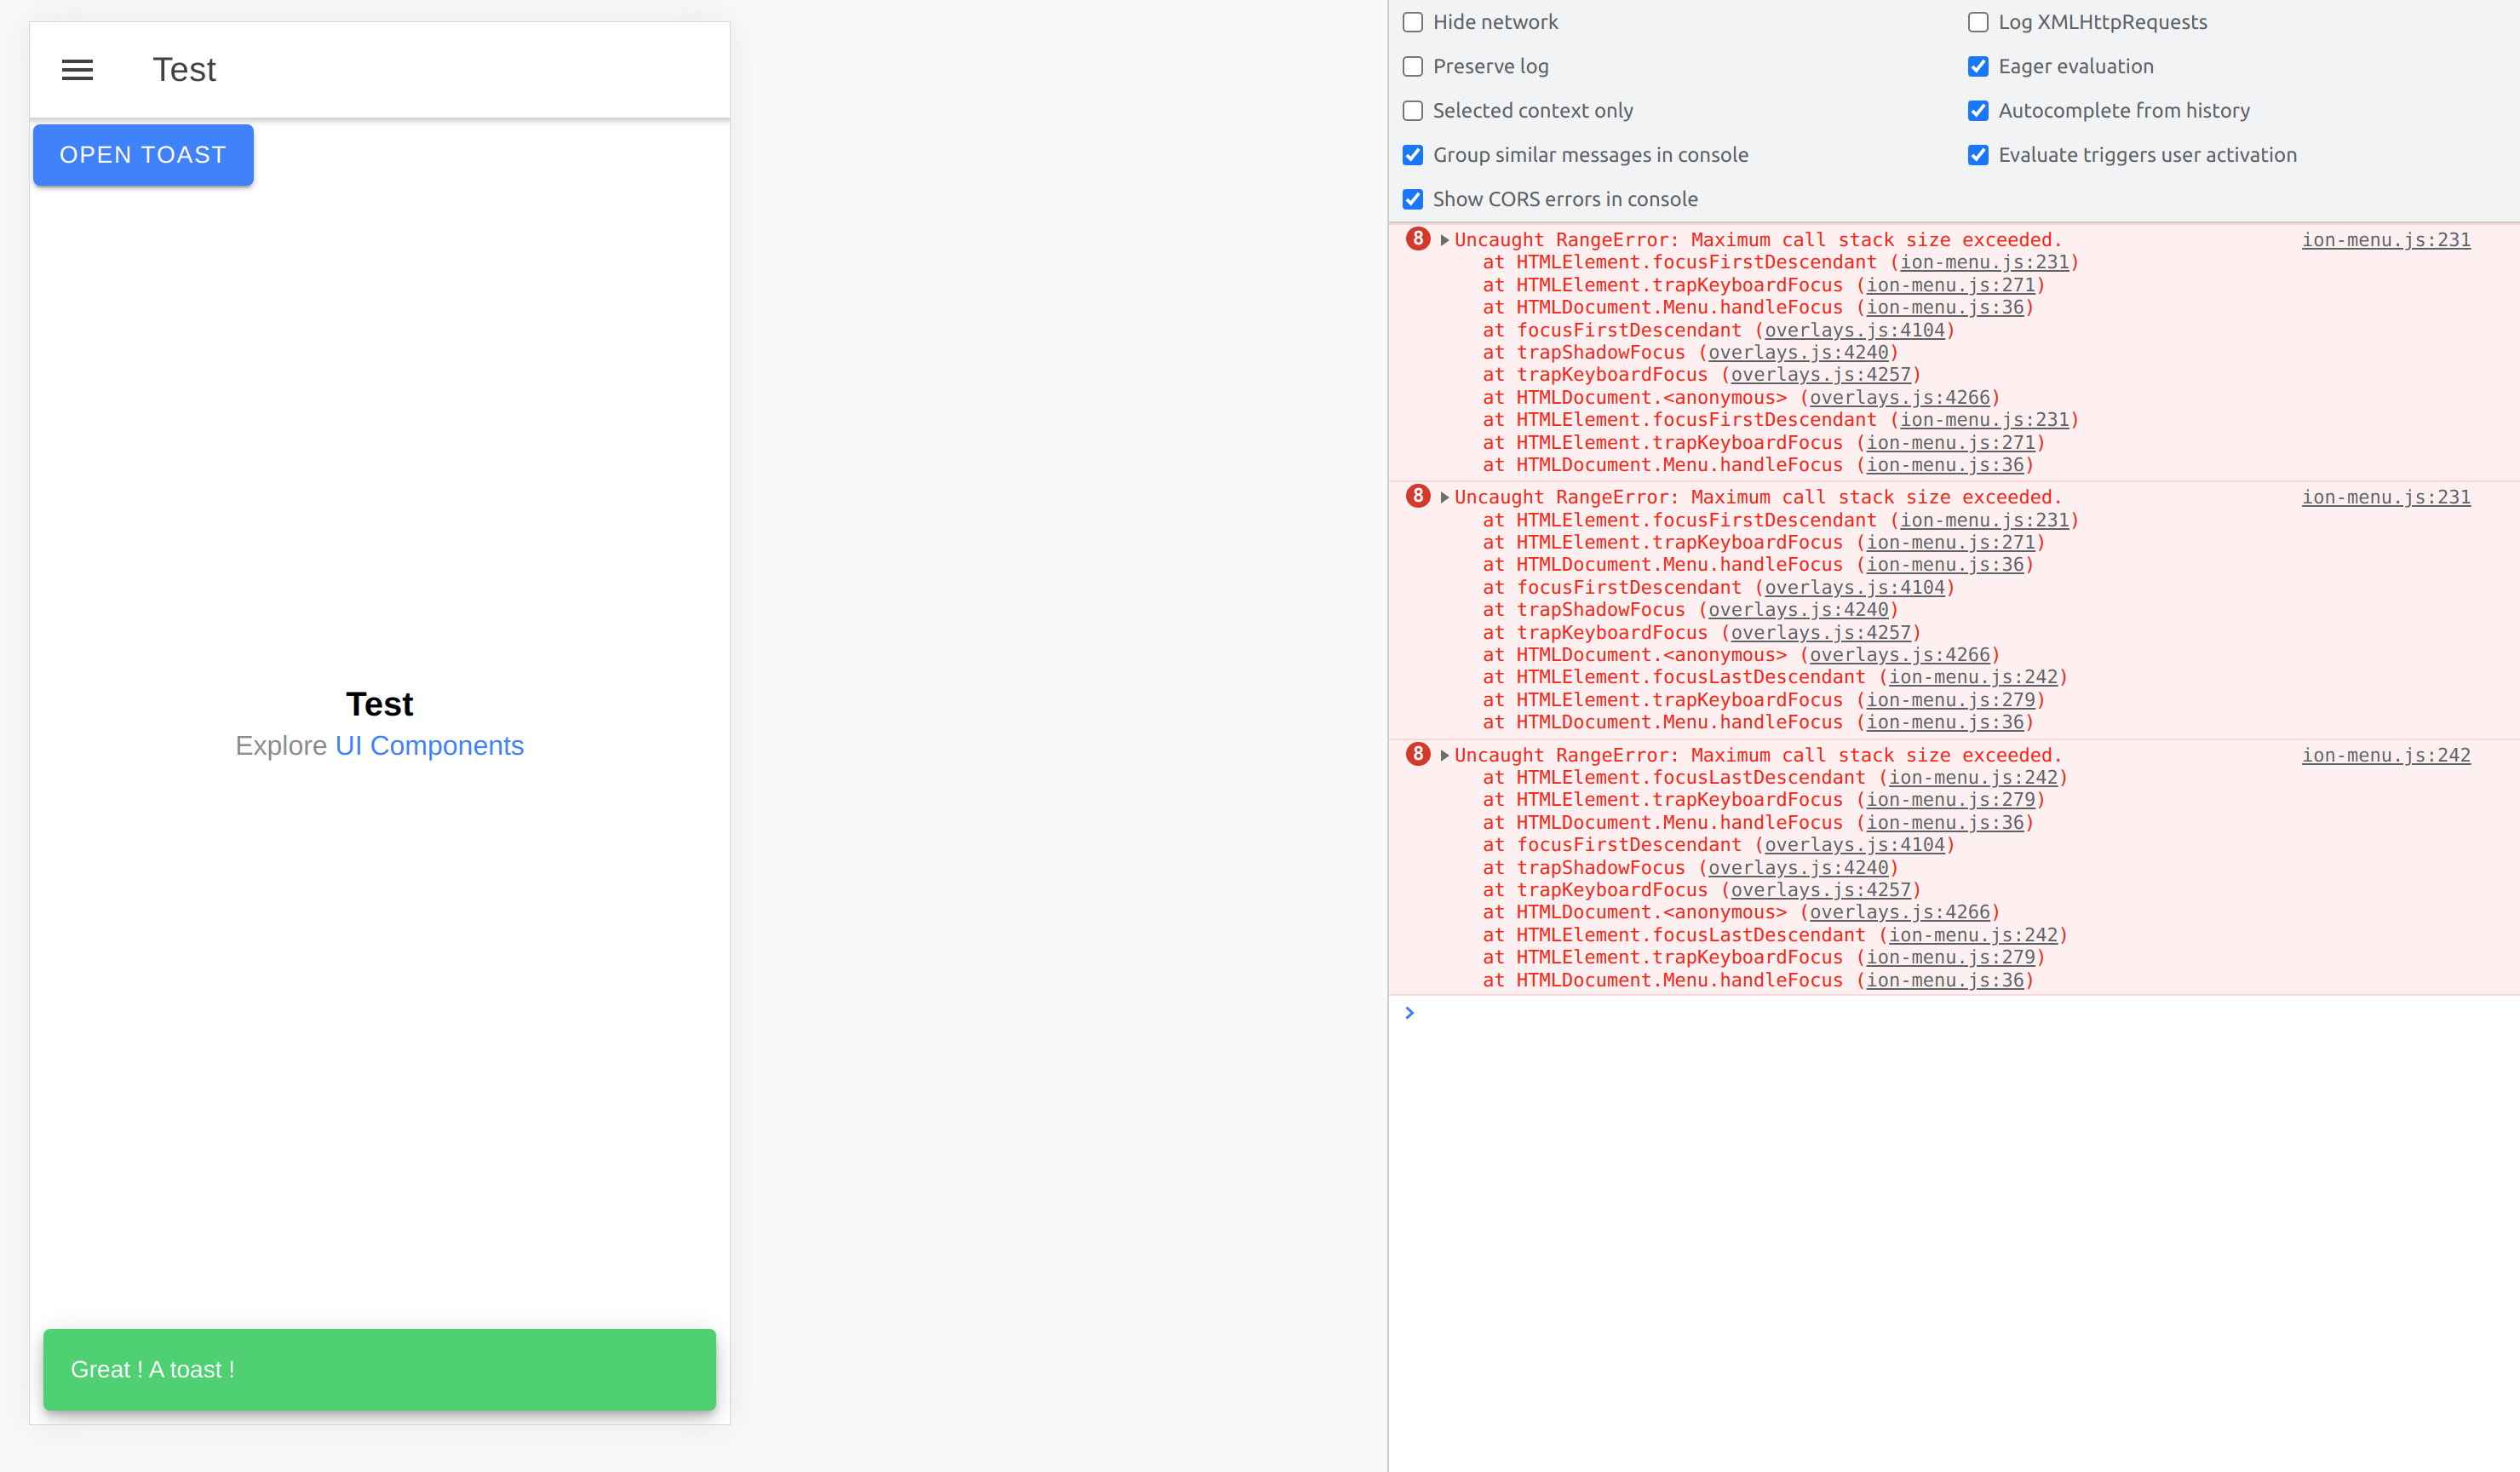 Test
OPEN TOAST
Test
Explore UI Components
Great ! A toast !
Hide network
Log XMLHttpRequests
Preserve log
Eager evaluation
Selected context only
Autocomplete from history
Group similar messages in console
Evaluate triggers user activation
Show CORS errors in console
8 Uncaught RangeError: Maximum call stack size exceeded. ion-menu.js:231
at HTMLElement.focusFirstDescendant (ion-menu.js:231)
at HTMLElement.trapKeyboardFocus (ion-menu.js:271)
at HTMLDocument.Menu.handleFocus (ion-menu.js:36)
at focusFirstDescendant (overlays.js:4104)
at trapShadowFocus (overlays.js:4240)
at trapKeyboardFocus (overlays.js:4257)
at HTMLDocument.<anonymous> (overlays.js:4266)
at HTMLElement.focusFirstDescendant (ion-menu.js:231)
at HTMLElement.trapKeyboardFocus (ion-menu.js:271)
at HTMLDocument.Menu.handleFocus (ion-menu.js:36)
8 Uncaught RangeError: Maximum call stack size exceeded. ion-menu.js:231
at HTMLElement.focusFirstDescendant (ion-menu.js:231)
at HTMLElement.trapKeyboardFocus (ion-menu.js:271)
at HTMLDocument.Menu.handleFocus (ion-menu.js:36)
at focusFirstDescendant (overlays.js:4104)
at trapShadowFocus (overlays.js:4240)
at trapKeyboardFocus (overlays.js:4257)
at HTMLDocument.<anonymous> (overlays.js:4266)
at HTMLElement.focusLastDescendant (ion-menu.js:242)
at HTMLElement.trapKeyboardFocus (ion-menu.js:279)
at HTMLDocument.Menu.handleFocus (ion-menu.js:36)
8 Uncaught RangeError: Maximum call stack size exceeded. ion-menu.js:242
at HTMLElement.focusLastDescendant (ion-menu.js:242)
at HTMLElement.trapKeyboardFocus (ion-menu.js:279)
at HTMLDocument.Menu.handleFocus (ion-menu.js:36)
at focusFirstDescendant (overlays.js:4104)
at trapShadowFocus (overlays.js:4240)
at trapKeyboardFocus (overlays.js:4257)
at HTMLDocument.<anonymous> (overlays.js:4266)
at HTMLElement.focusLastDescendant (ion-menu.js:242)
at HTMLElement.trapKeyboardFocus (ion-menu.js:279)
at HTMLDocument.Menu.handleFocus (ion-menu.js:36)